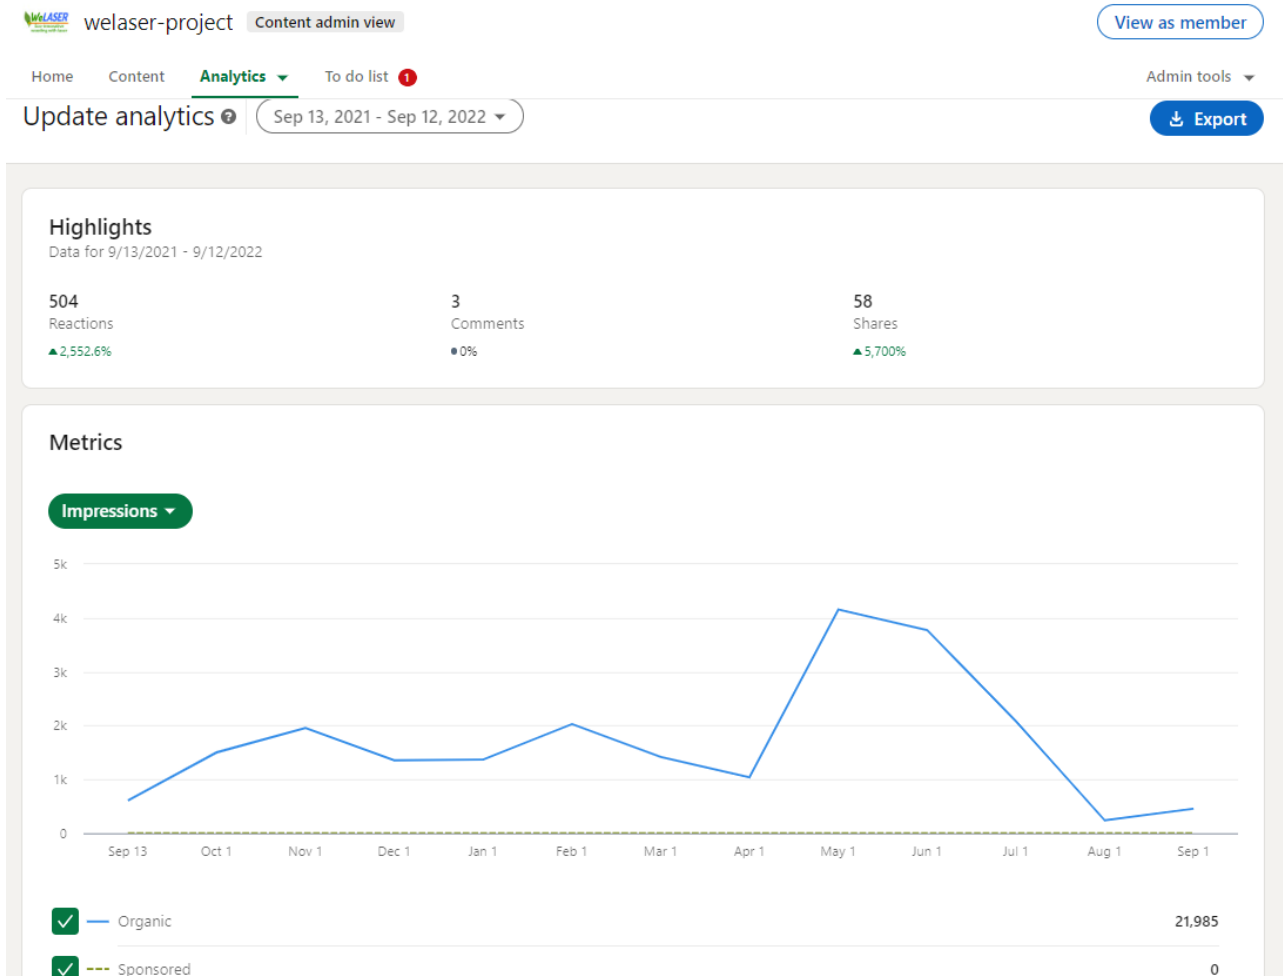 WeLASER
welaser-project
Content admin view
View as member
Home
Content
Analytics
To do list
1
Admin tools
Update analytics
?
Sep 13, 2021 - Sep 12, 2022
Export
Highlights
Data for 9/13/2021 - 9/12/2022
504
3
58
Reactions
Comments
Shares
2,552.6%
0%
5,700%
Metrics
Impressions
5k
4k
3k
2k
1k
0
Sep 13
Oct 1
Nov 1
Dec 1
Jan 1
Feb 1
Mar 1
Apr 1
May 1
Jun 1
Jul 1
Aug 1
Sep 1
Organic
21,985
Sponsored
0